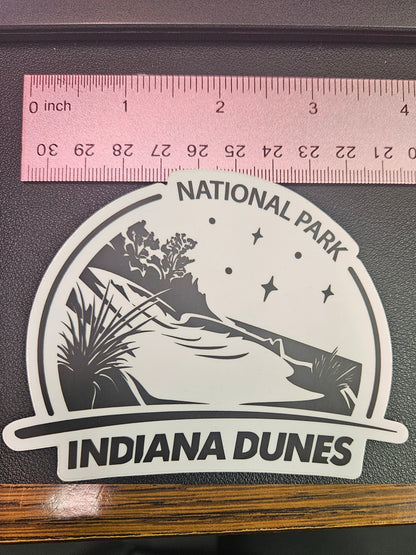 0 inch 1 2 3 4
30 29 28 27 26 25 24 23 22 21
NATIONAL PARK
INDIANA DUNES